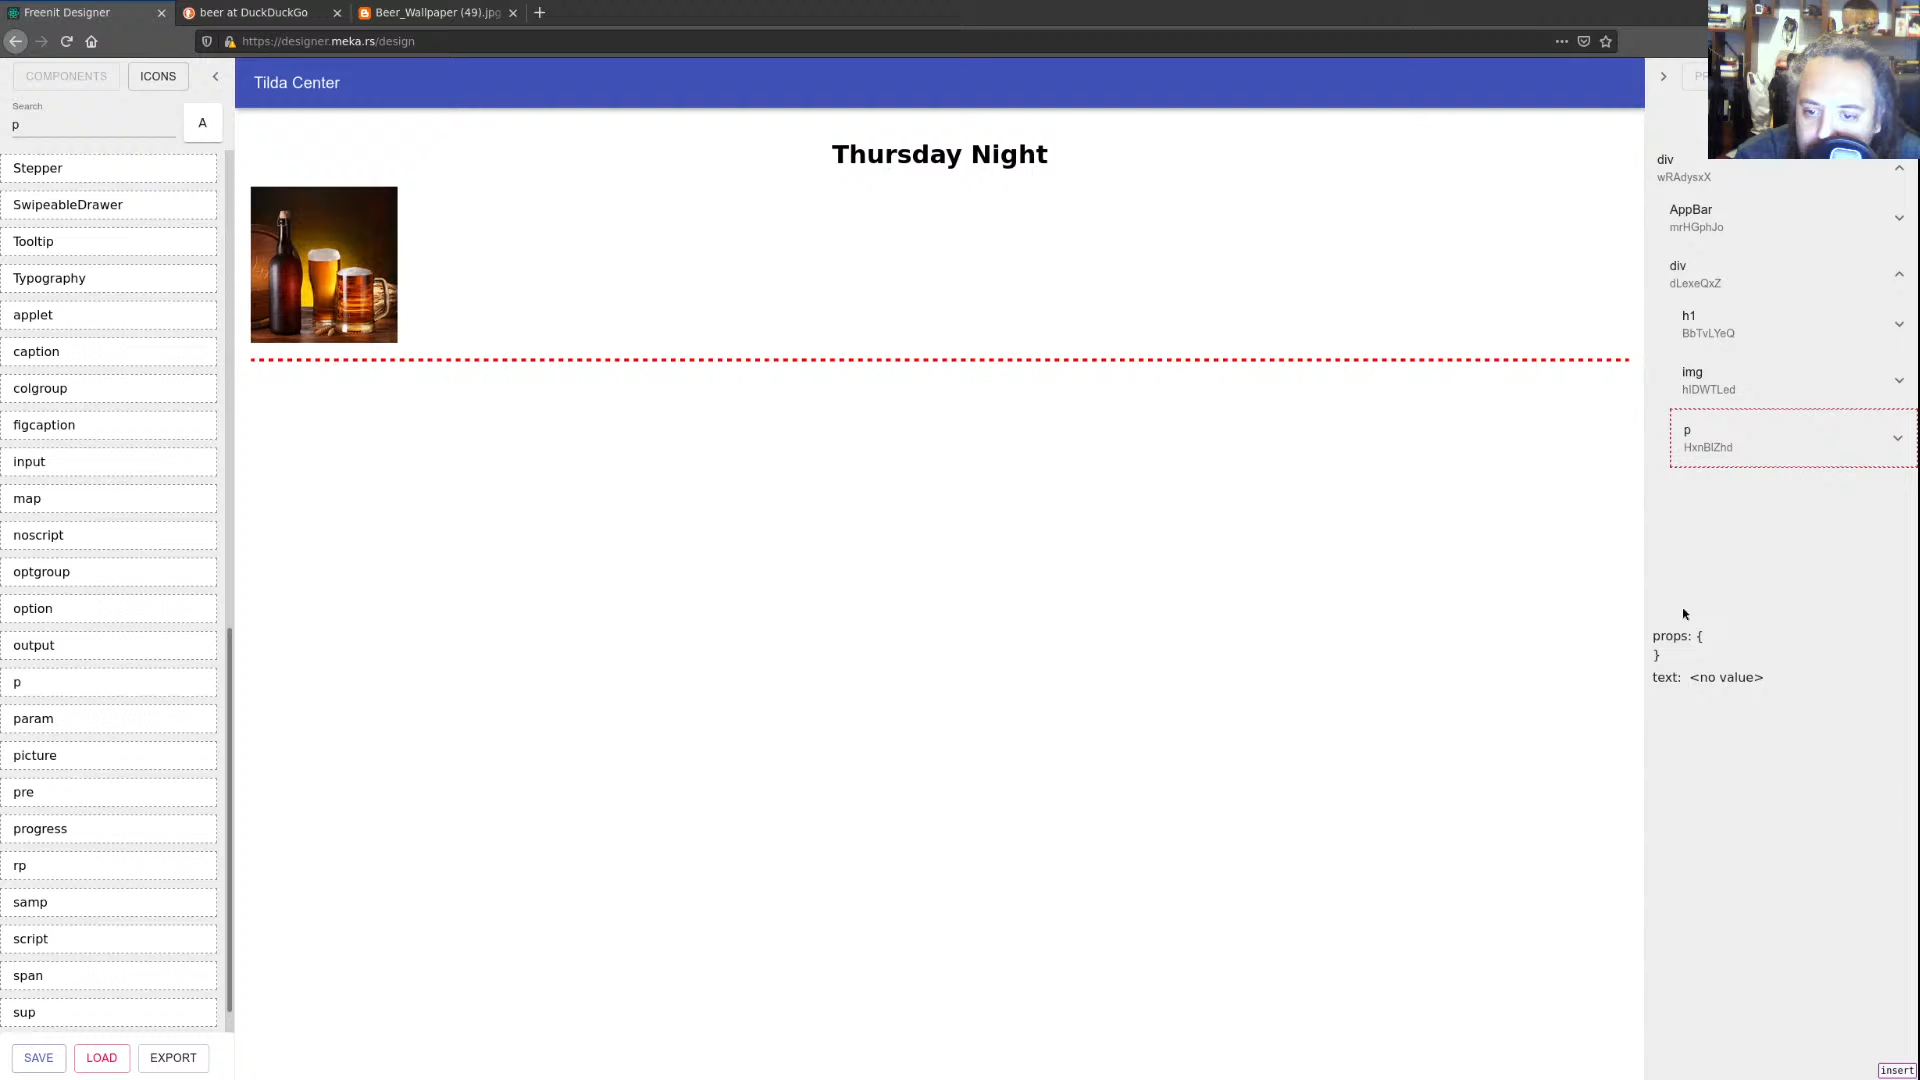 Freenit Designer
beer at DuckDuckGo
Beer_Wallpaper (49).jpg
https://designer.meka.rs/design
COMPONENTS
ICONS
Search
p
A
Stepper
SwipeableDrawer
Tooltip
Typography
applet
caption
colgroup
figcaption
input
map
noscript
optgroup
option
output
p
param
picture
pre
progress
rp
samp
script
span
sup
SAVE
LOAD
EXPORT
Tilda Center
Thursday Night
div
wRAdysxX
AppBar
mrHGphJo
div
dLexeQxZ
h1
BbTvLYeQ
img
hIDWTLed
p
HxnBlZhd
props: {
}
text: <no value>
insert